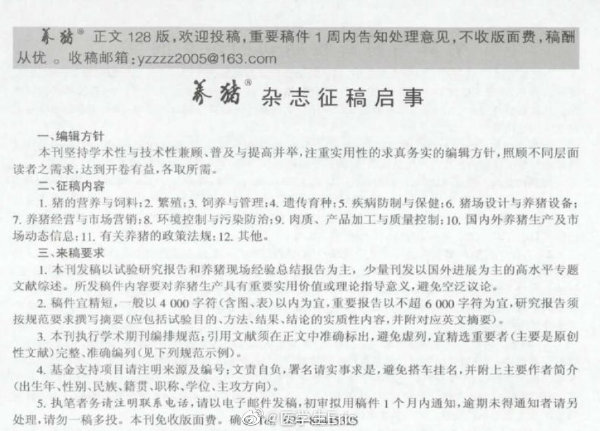 养猪® 正文 128 版,欢迎投稿,重要稿件 1 周内告知处理意见,不收版面费,稿酬
从优 。收稿邮箱:yzzzz2005@163.com
养猪® 杂志征稿启事
一、编辑方针
本刊坚持学术性与技术性兼顾、普及与提高并举,注重实用性的求真务实的编辑方针,照顾不同层面
读者之需求,达到开卷有益,各取所需。
二、征稿内容
1. 猪的营养与饲料;2. 繁殖;3. 饲养与管理;4. 遗传育种;5. 疾病防制与保健;6. 猪场设计与养猪设备;
7. 养猪经营与市场营销;8. 环境控制与污染防治;9. 肉质、产品加工与质量控制;10. 国内外养猪生产及市
场动态信息;11. 有关养猪的政策法规;12. 其他。
三、来稿要求
1. 本刊发稿以试验研究报告和养猪现场经验总结报告为主，少量刊发以国外进展为主的高水平专题
文献综述。所发稿件内容要对养猪生产具有重要实用价值或理论指导意义,避免空泛议论。
2. 稿件宜精短,一般以 4 000 字符(含图、表)以内为宜,重要报告以不超 6 000 字符为宜,研究报告须
按规范要求撰写摘要(应包括试验目的、方法、结果、结论的实质性内容,并附对应英文摘要)。
3. 本刊执行学术期刊编排规范;引用文献须在正文中准确标出,避免虚列,宜精选重要者(主要是原创
性文献)完整、准确编列(见下列规范示例)。
4. 基金支持项目请注明来源及编号;文责自负,署名请实事求是,避免搭车挂名,并附上主要作者简介
(出生年、性别、民族、籍贯、职称、学位、主攻方向)。
5. 执笔者务请注明联系电话,请以电子邮件发稿,初审拟用稿件 1 个月内通知,逾期未得通知者请另
处理,请勿一稿多投。本刊免收版面费。